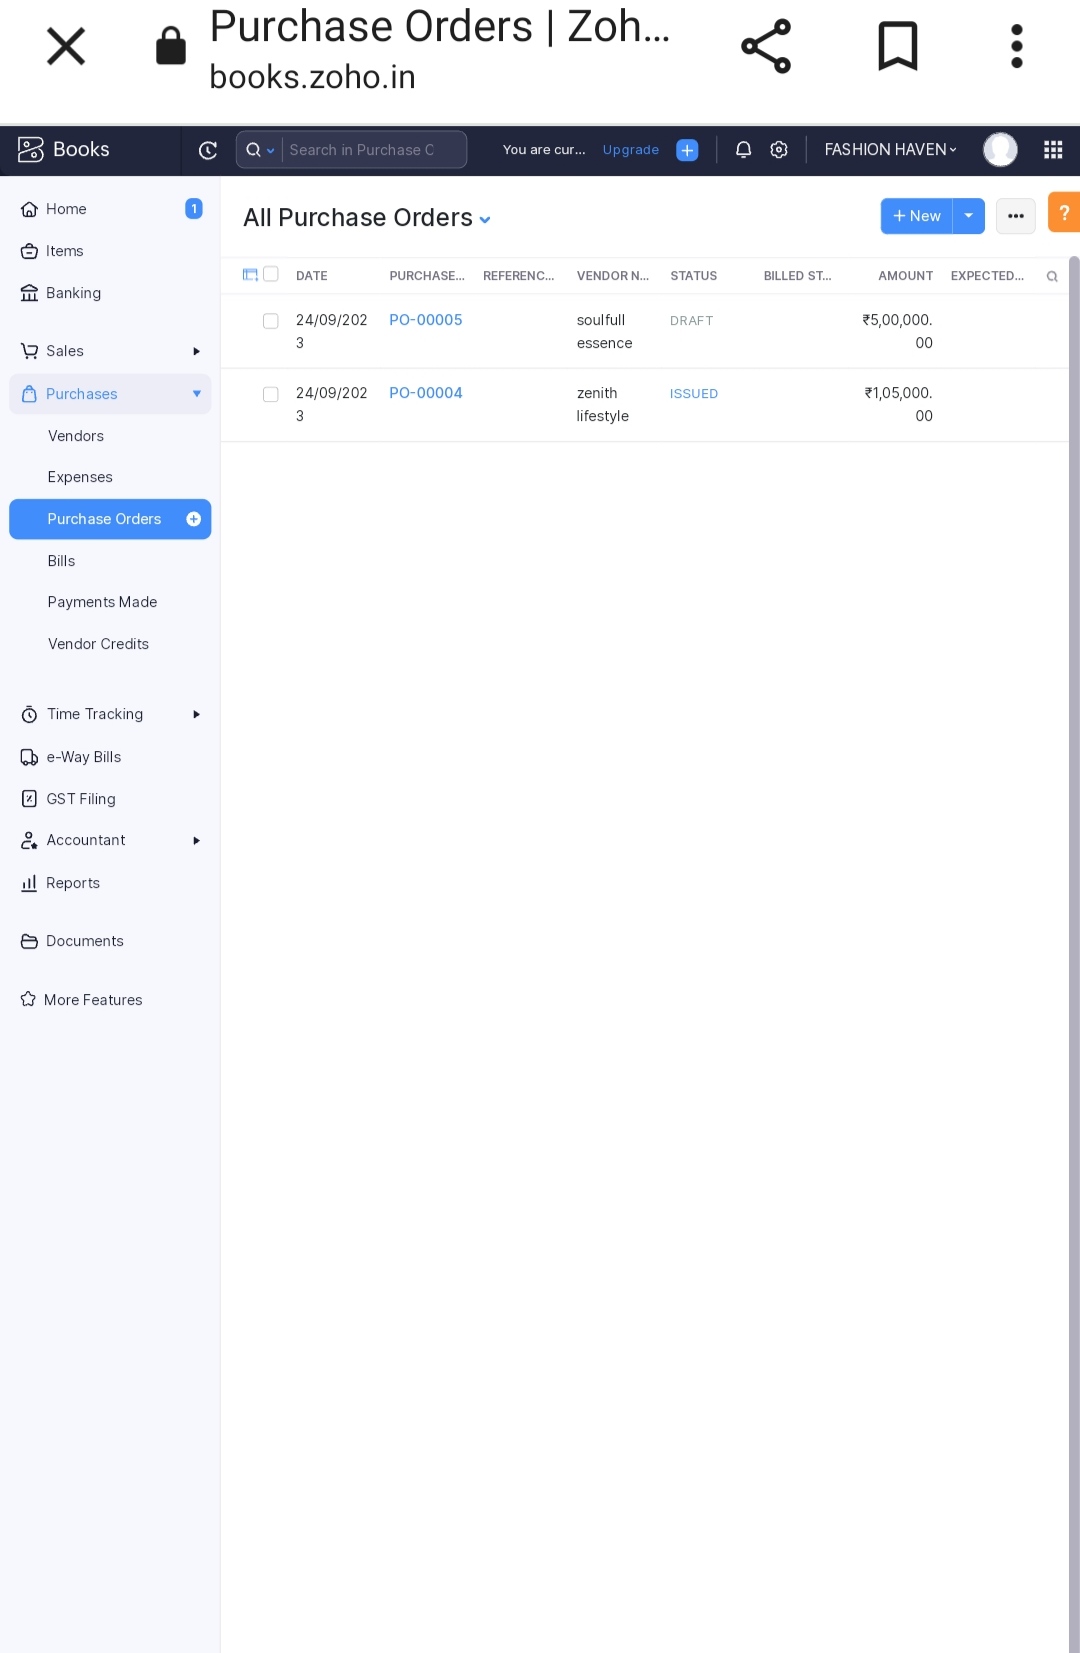 Purchase Orders | Zoh...
books.zoho.in
Books
Search in Purchase C
You are cur...
Upgrade
FASHION HAVEN
Home
1
Items
Banking
Sales
Purchases
Vendors
Expenses
Purchase Orders
Bills
Payments Made
Vendor Credits
Time Tracking
e-Way Bills
GST Filing
Accountant
Reports
Documents
More Features
All Purchase Orders
+ New
?
DATE PURCHASE... REFERENC... VENDOR N... STATUS BILLED ST... AMOUNT EXPECTED...
24/09/202 PO-00005 soulfull DRAFT ₹5,00,000.
3 essence 00
24/09/202 PO-00004 zenith ISSUED ₹1,05,000.
3 lifestyle 00